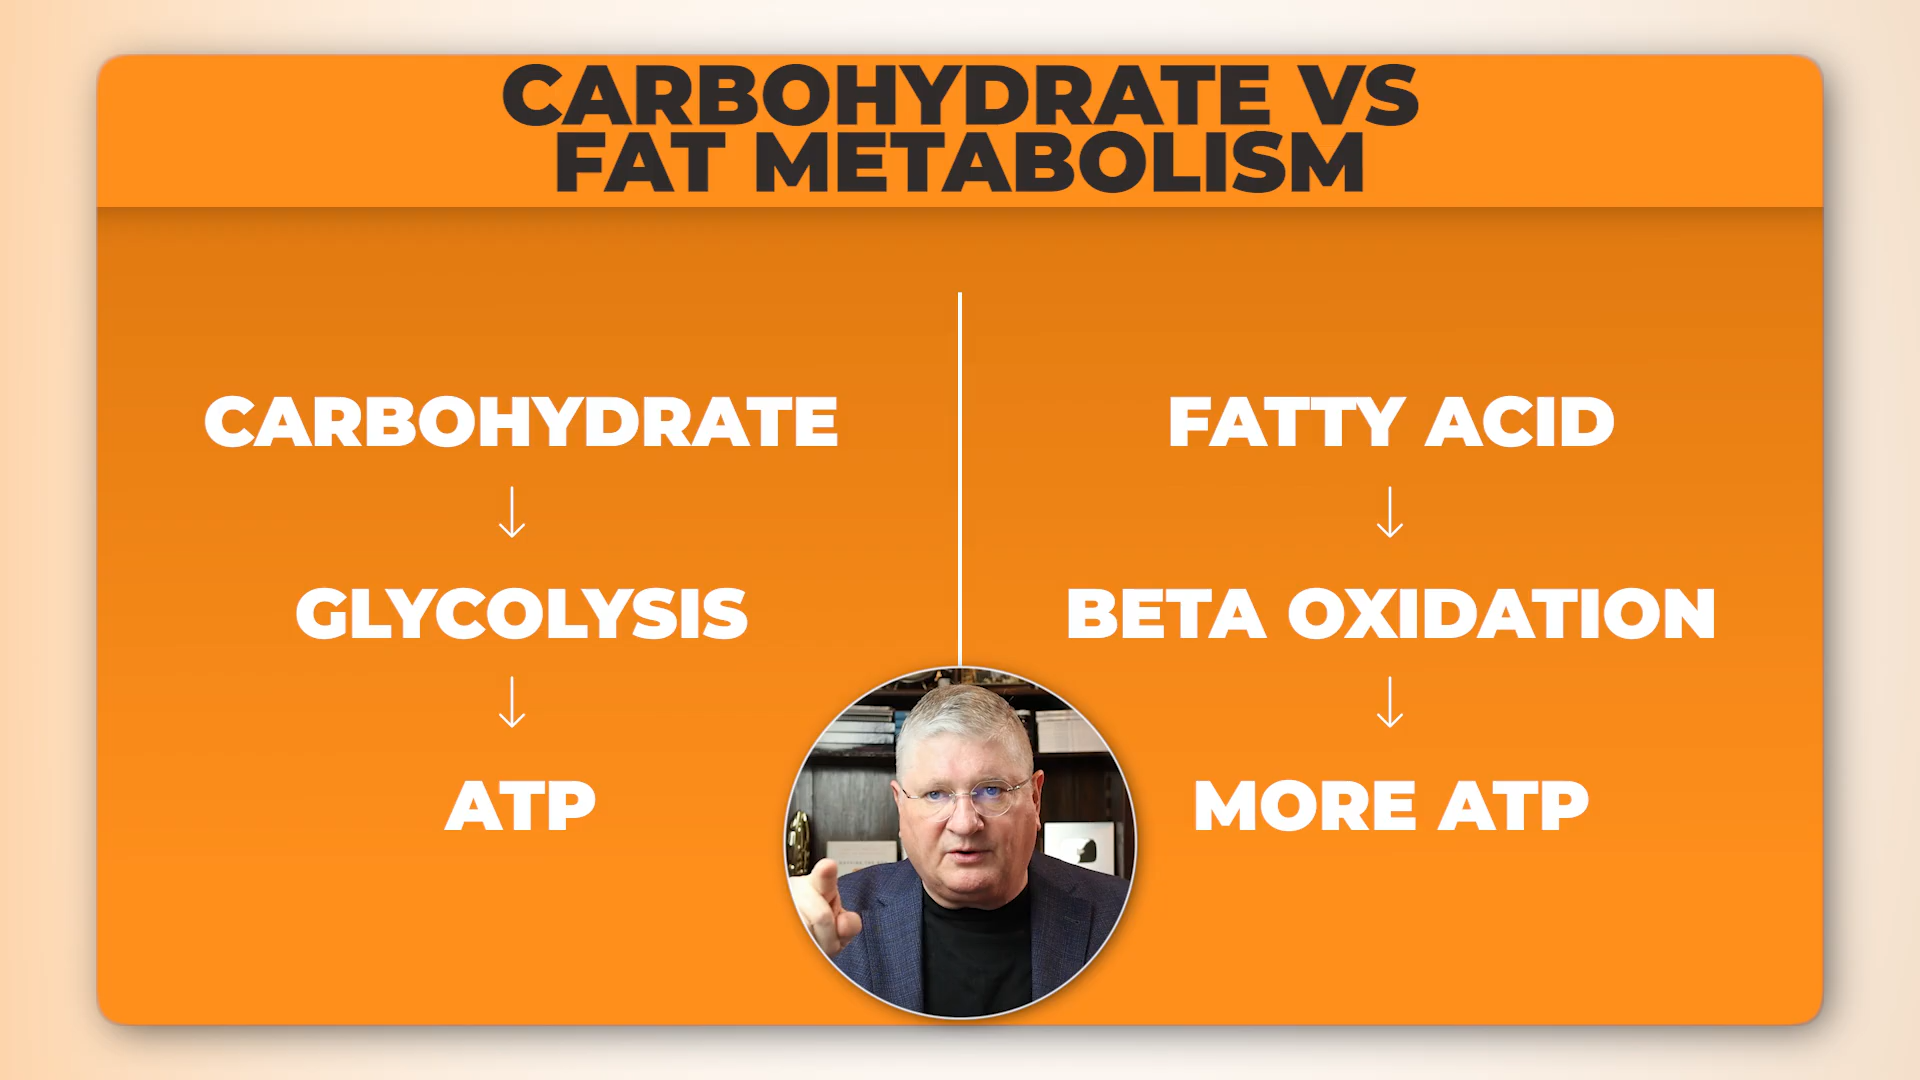 CARBOHYDRATE VS
FAT METABOLISM
CARBOHYDRATE
GLYCOLYSIS
ATP
FATTY ACID
BETA OXIDATION
MORE ATP